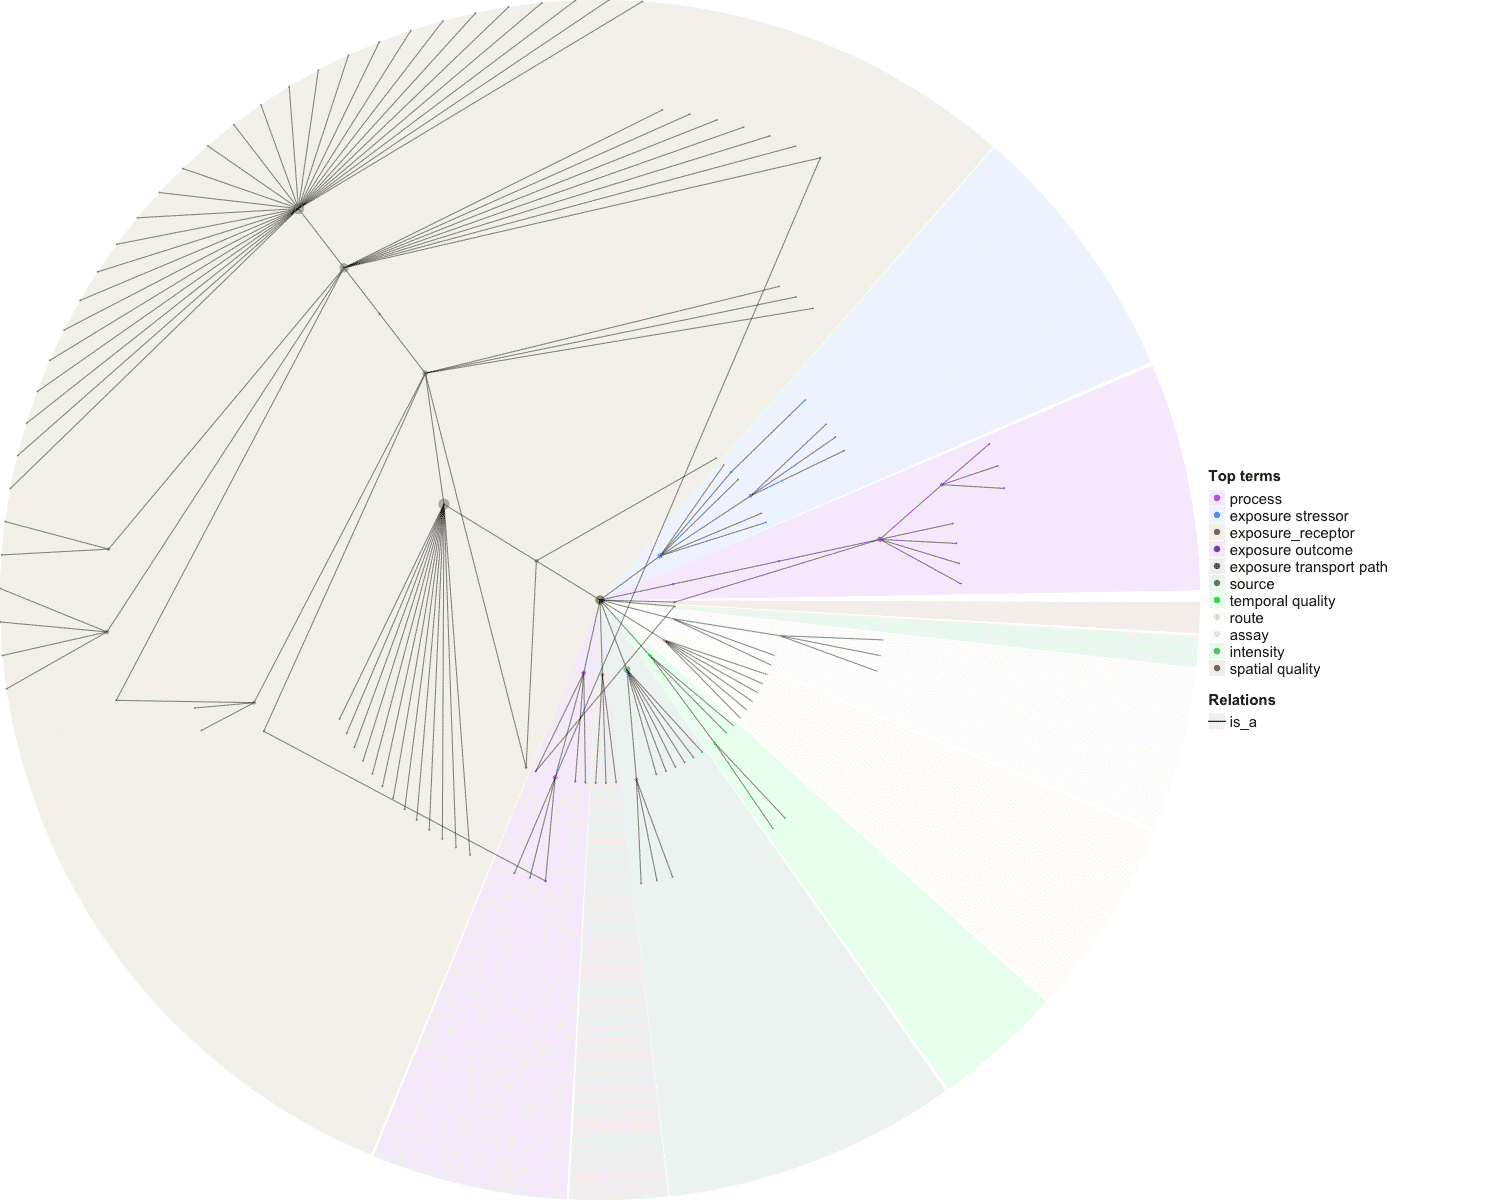 Top terms
process
exposure stressor
exposure_receptor
exposure outcome
exposure transport path
source
temporal quality
route
assay
intensity
spatial quality
Relations
is_a